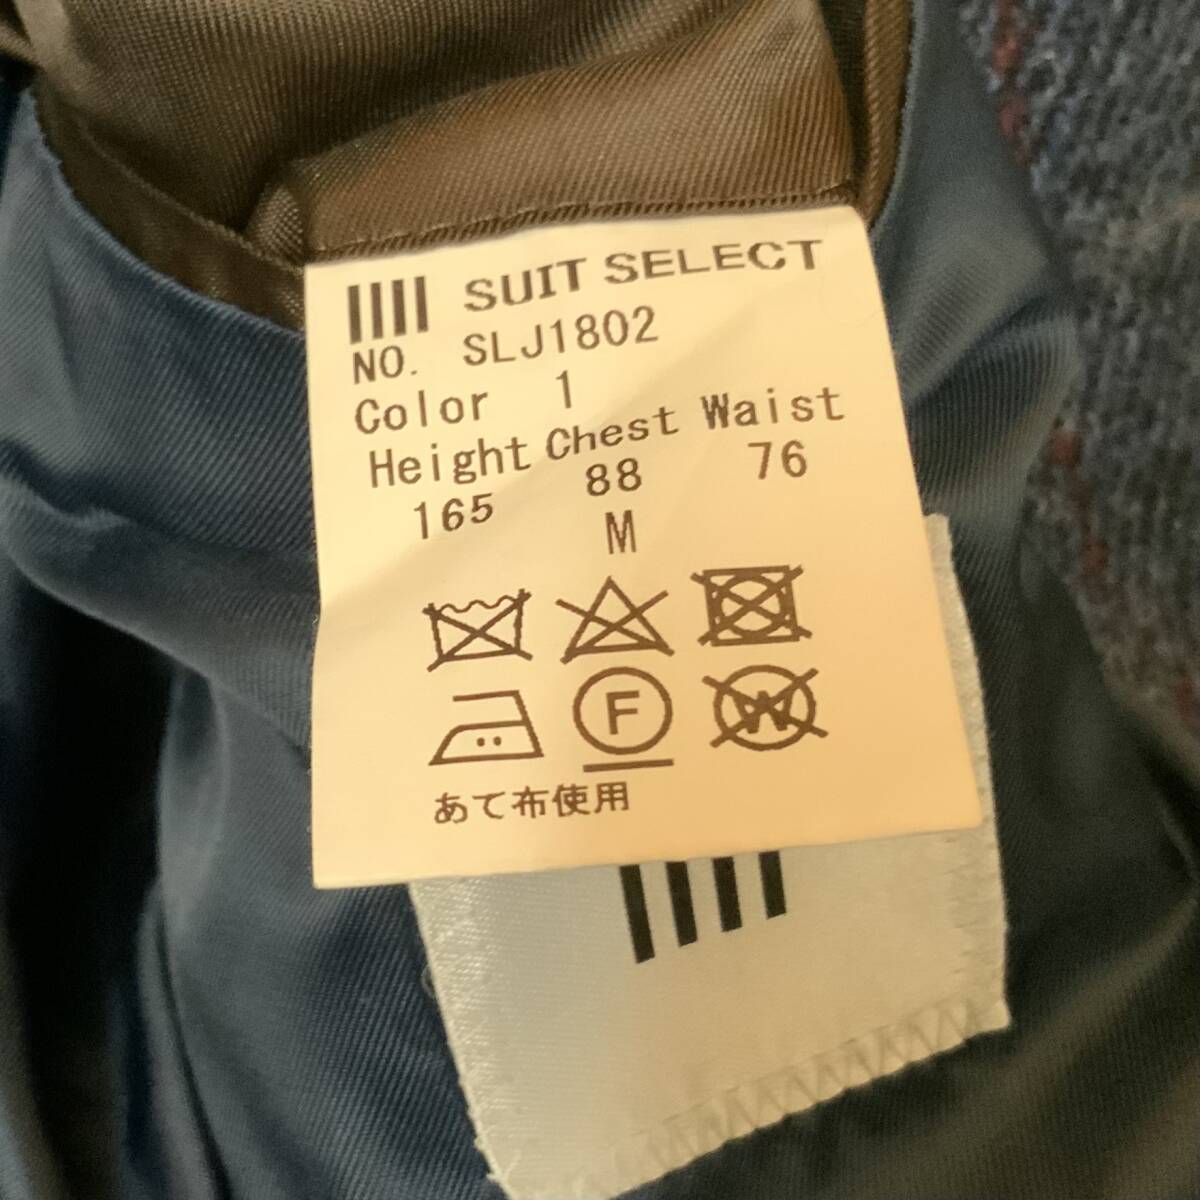 SUIT SELECT
NO. SLJ1802
Color 1
Height Chest Waist
165 88 76
M
F
W
あて布使用